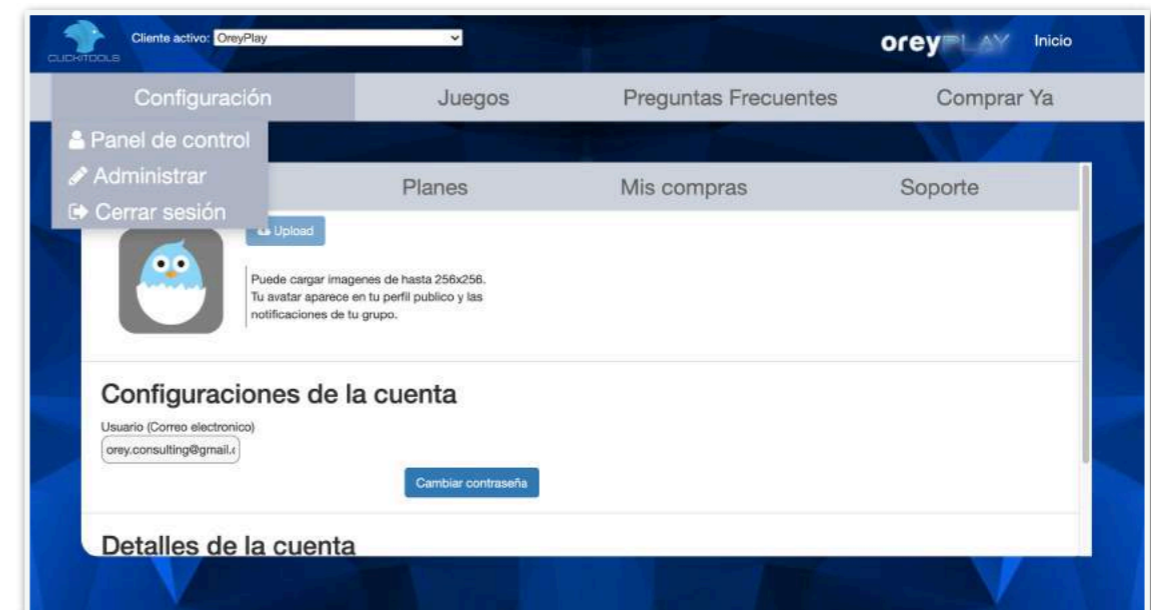 CLICKITOOLS
Cliente activo: OreyPlay
oreyPLAY
Inicio
Configuración
Juegos
Preguntas Frecuentes
Comprar Ya
Panel de control
Administrar
Cerrar sesión
Planes
Mis compras
Soporte
Upload
Puede cargar imagenes de hasta 256x256.
Tu avatar aparece en tu perfil publico y las
notificaciones de tu grupo.
Configuraciones de la cuenta
Usuario (Correo electronico)
orey.consulting@gmail.c
Cambiar contraseña
Detalles de la cuenta